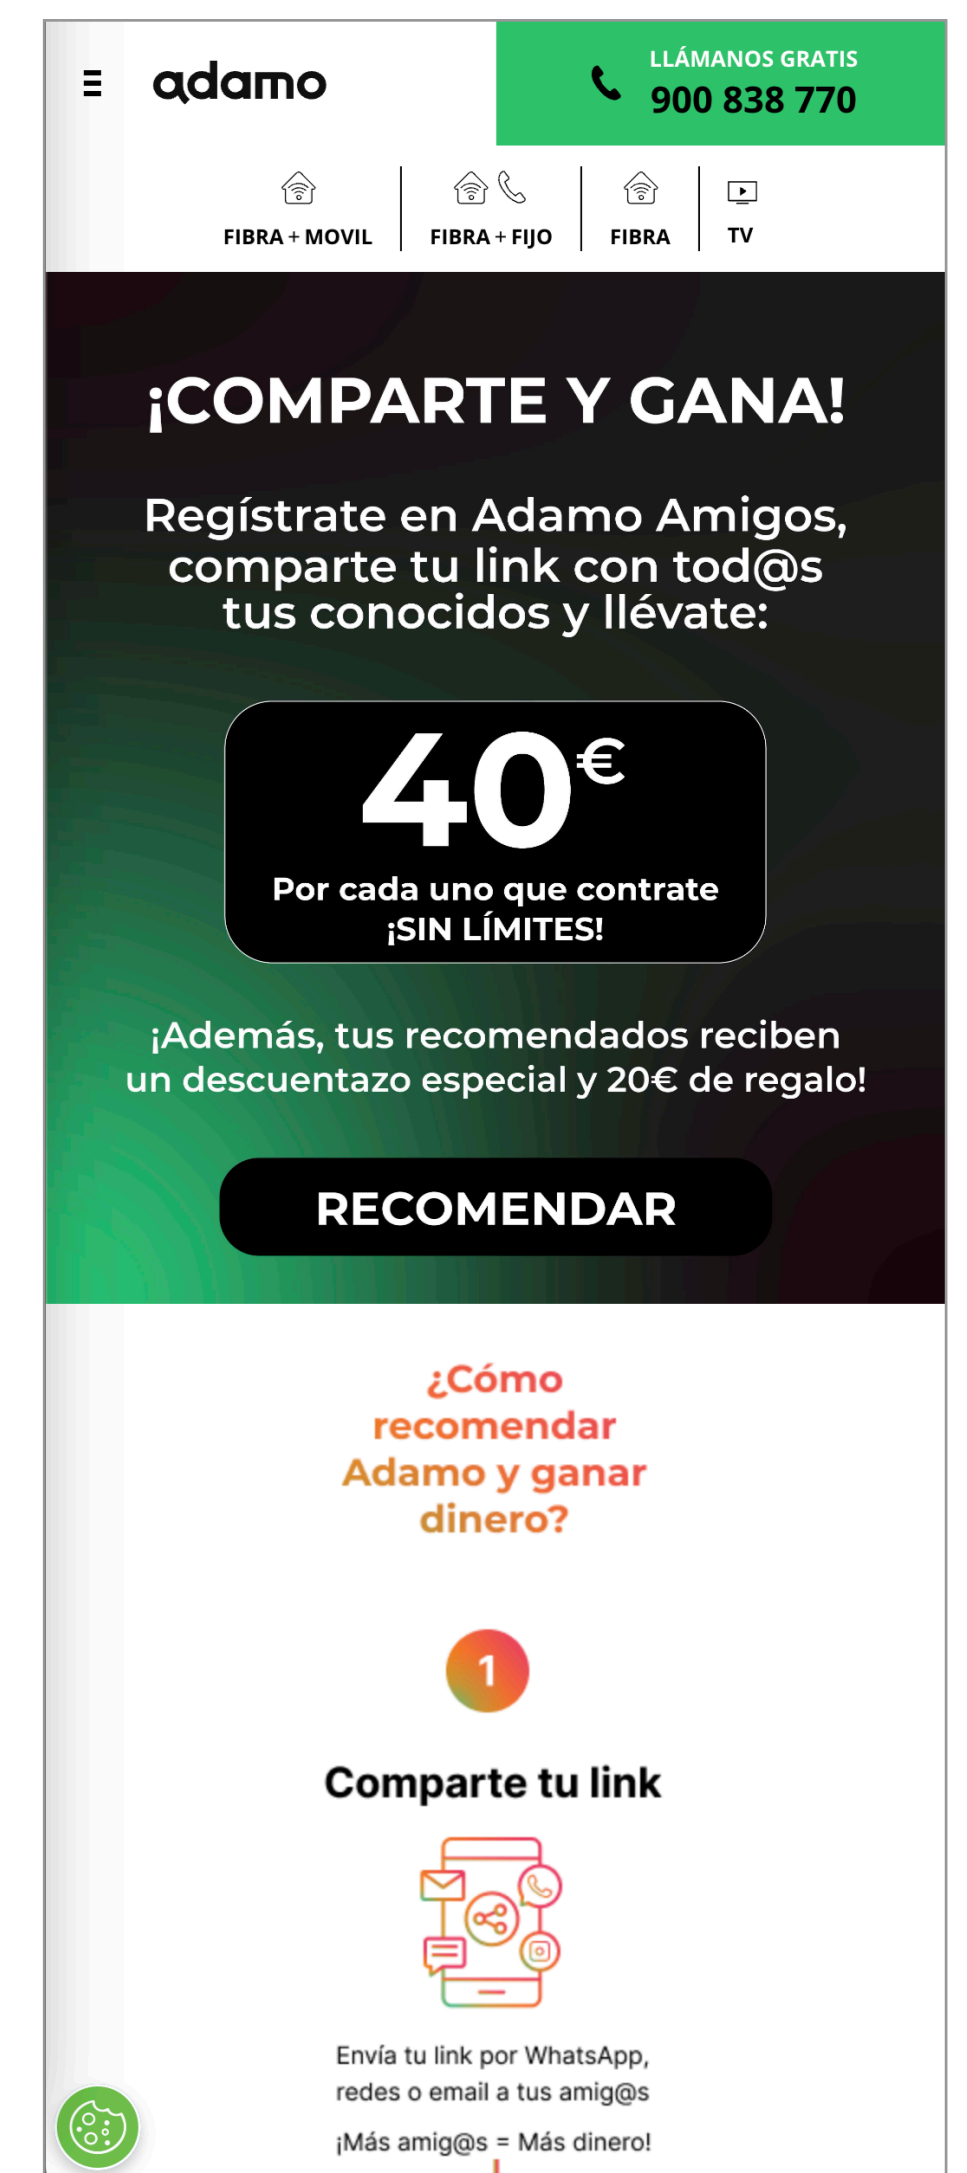 adamo
LLÁMANOS GRATIS
900 838 770
FIBRA + MOVIL
FIBRA + FIJO
FIBRA
TV
¡COMPARTE Y GANA!
Regístrate en Adamo Amigos,
comparte tu link con tod@s
tus conocidos y llévate:
40€
Por cada uno que contrate
¡SIN LÍMITES!
¡Además, tus recomendados reciben
un descuentazo especial y 20€ de regalo!
RECOMENDAR
¿Cómo
recomendar
Adamo y ganar
dinero?
1
Comparte tu link
Envía tu link por WhatsApp,
redes o email a tus amig@s
¡Más amig@s = Más dinero!